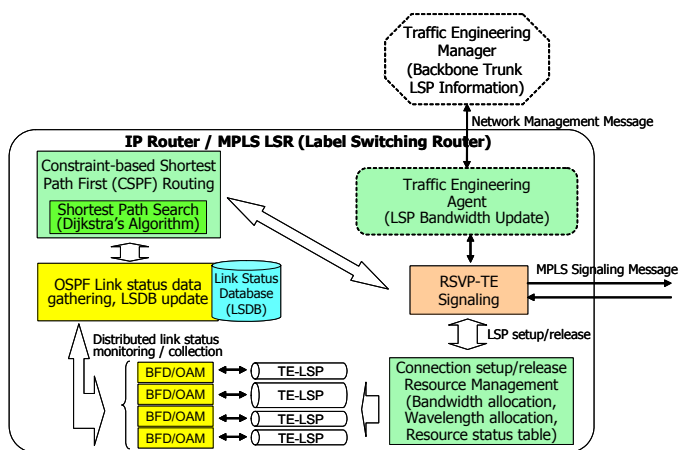 Traffic Engineering
Manager
(Backbone Trunk
LSP Information)
Network Management Message
IP Router / MPLS LSR (Label Switching Router)
Constraint-based Shortest
Path First (CSPF) Routing
Shortest Path Search
(Dijkstra's Algorithm)
Traffic Engineering
Agent
(LSP Bandwidth Update)
OSPF Link status data
gathering, LSDB update
Link Status
Database
(LSDB)
RSVP-TE
Signaling
MPLS Signaling Message
LSP setup/release
Distributed link status
monitoring / collection
BFD/OAM
TE-LSP
BFD/OAM
TE-LSP
BFD/OAM
TE-LSP
BFD/OAM
TE-LSP
Connection setup/release
Resource Management
(Bandwidth allocation,
Wavelength allocation,
Resource status table)